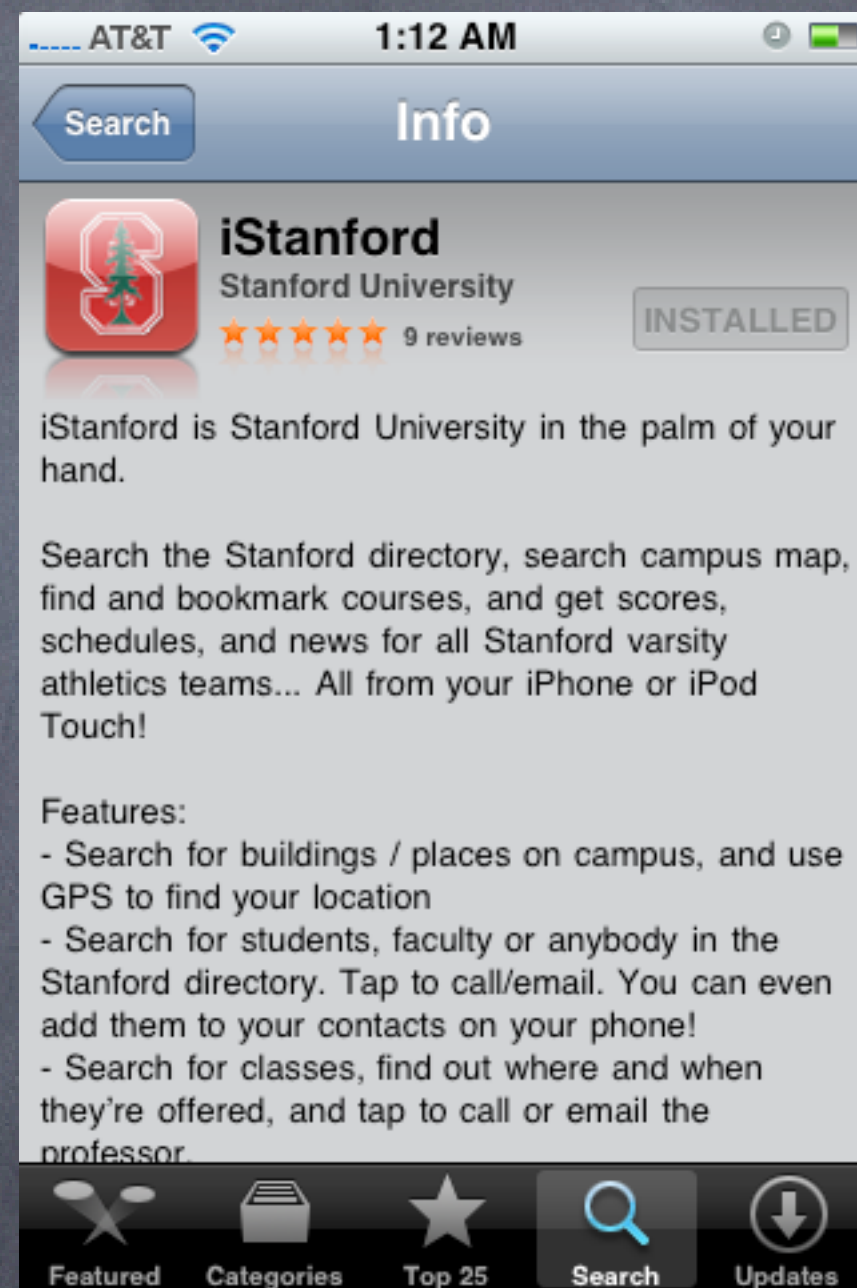 AT&T 1:12 AM
Search Info
S
iStanford
Stanford University
9 reviews INSTALLED
iStanford is Stanford University in the palm of your
hand.
Search the Stanford directory, search campus map,
find and bookmark courses, and get scores,
schedules, and news for all Stanford varsity
athletics teams... All from your iPhone or iPod
Touch!
Features:
- Search for buildings / places on campus, and use
GPS to find your location
- Search for students, faculty or anybody in the
Stanford directory. Tap to call/email. You can even
add them to your contacts on your phone!
- Search for classes, find out where and when
they're offered, and tap to call or email the
professor.
Featured Categories Top 25 Search Updates